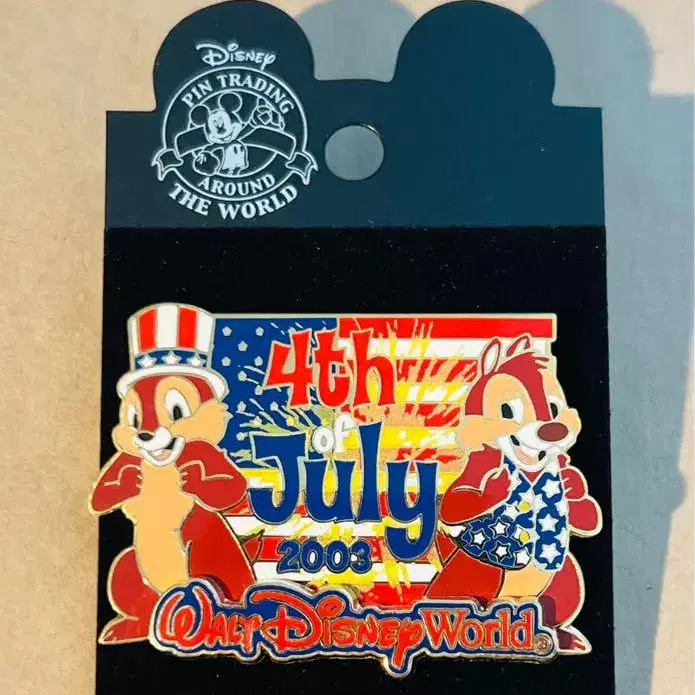 Disney
PIN TRADING
AROUND
THE WORLD
4th
of
July
2003
WALT DISNEY World®